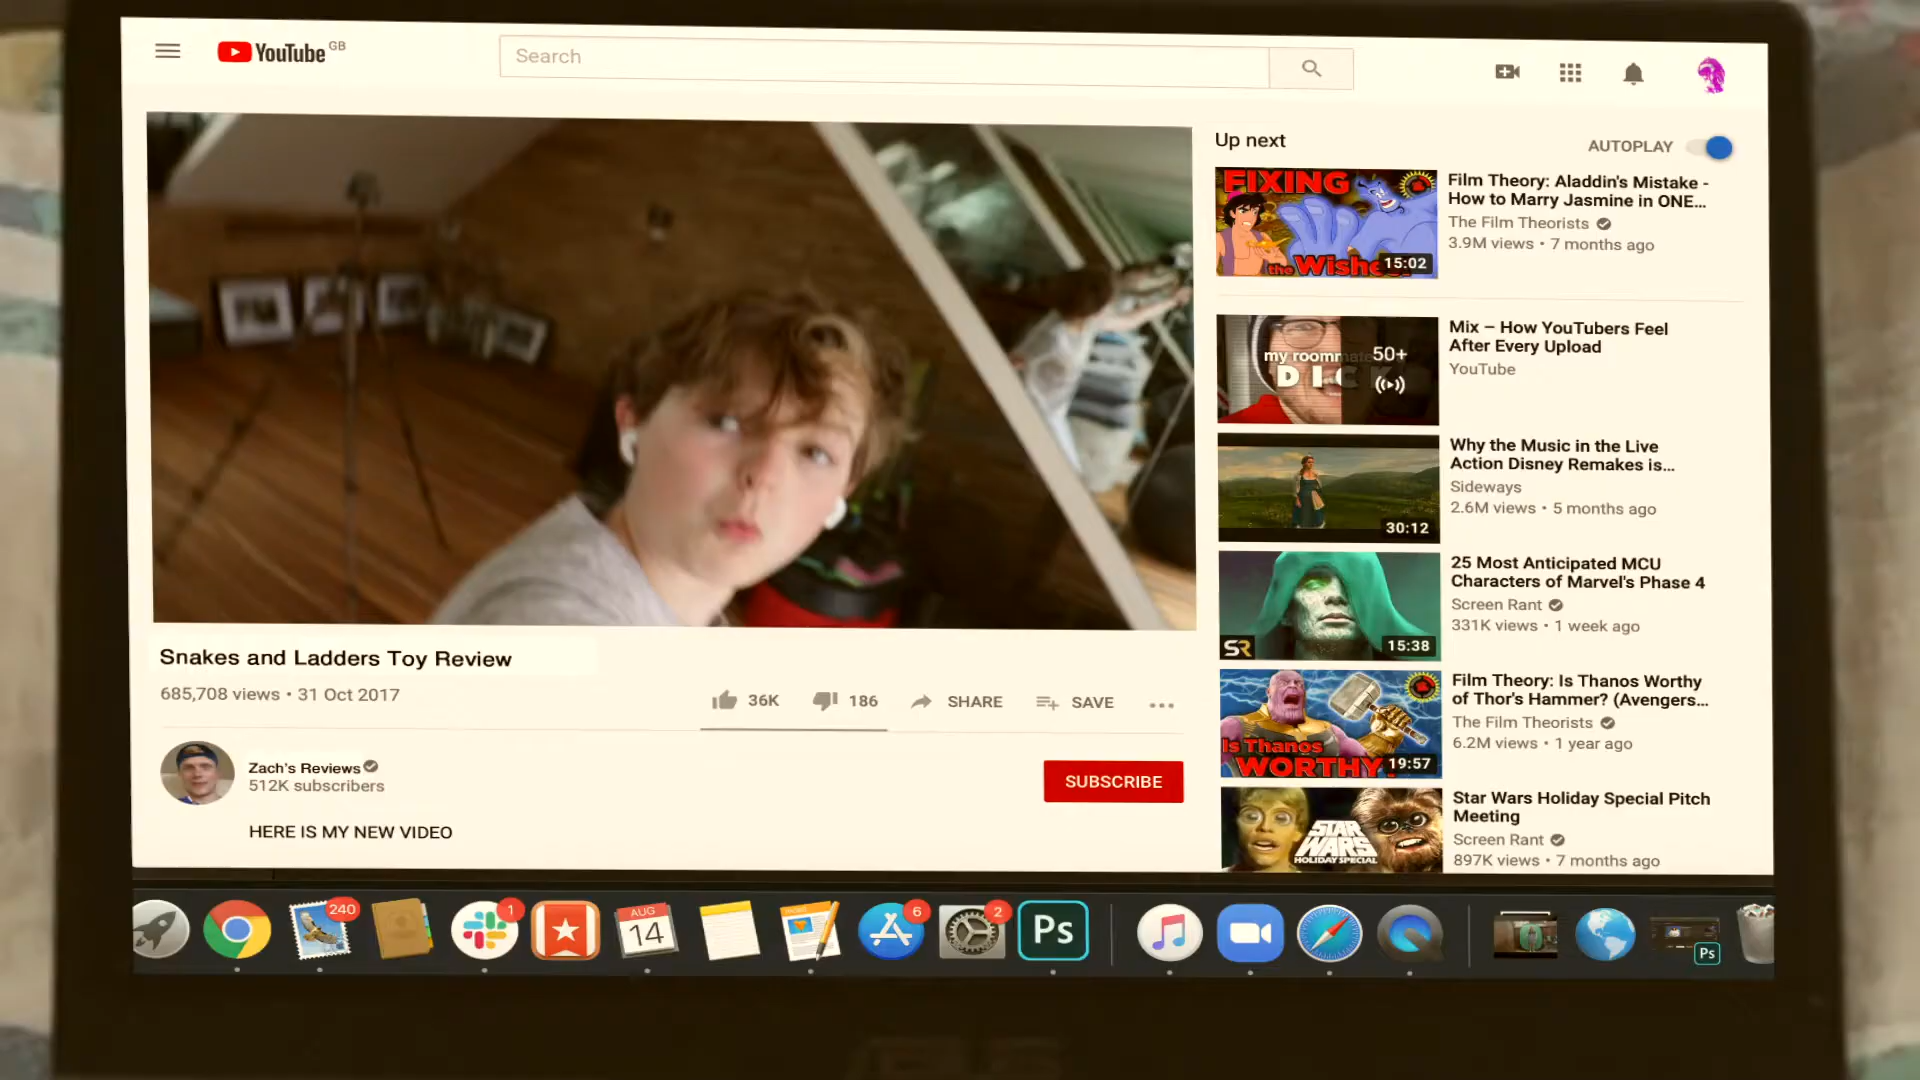 YouTube GB
Search
Up next
AUTOPLAY
FIXING
the Wishes
15:02
Film Theory: Aladdin's Mistake -
How to Marry Jasmine in ONE...
The Film Theorists
3.9M views • 7 months ago
my roommate
DICK
50+
Mix – How YouTubers Feel
After Every Upload
YouTube
30:12
Why the Music in the Live
Action Disney Remakes is...
Sideways
2.6M views • 5 months ago
SR
15:38
25 Most Anticipated MCU
Characters of Marvel's Phase 4
Screen Rant
331K views • 1 week ago
Is Thanos
WORTHY
19:57
Film Theory: Is Thanos Worthy
of Thor's Hammer? (Avengers...
The Film Theorists
6.2M views • 1 year ago
STAR
WARS
HOLIDAY SPECIAL
Star Wars Holiday Special Pitch
Meeting
Screen Rant
897K views • 7 months ago
Snakes and Ladders Toy Review
685,708 views • 31 Oct 2017
36K
186
SHARE
SAVE
Zach's Reviews
512K subscribers
SUBSCRIBE
HERE IS MY NEW VIDEO
240
1
AUG
14
6
2
Ps
Ps